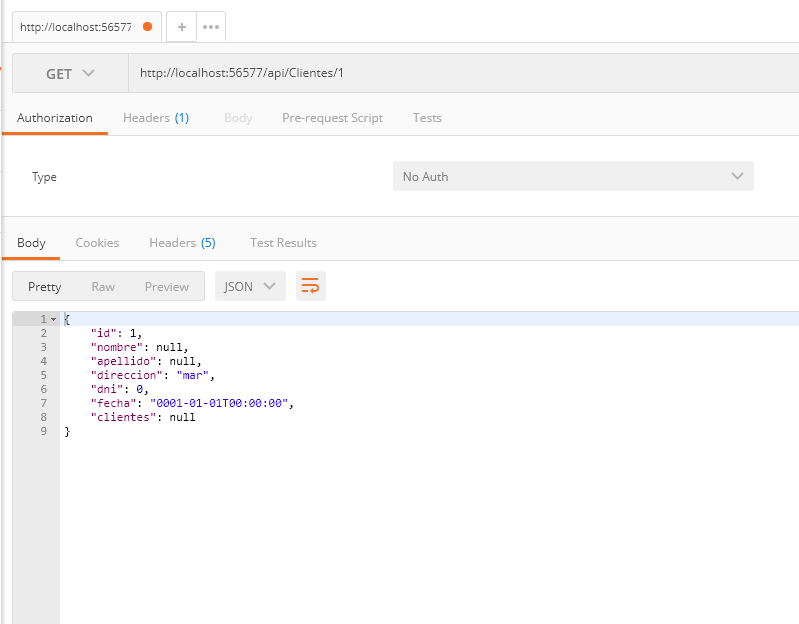 http://localhost:56577
+ •••
GET http://localhost:56577/api/Clientes/1
Authorization Headers (1) Body Pre-request Script Tests
Type No Auth
Body Cookies Headers (5) Test Results
Pretty Raw Preview JSON
1 {
2 "id": 1,
3 "nombre": null,
4 "apellido": null,
5 "direccion": "mar",
6 "dni": 0,
7 "fecha": "0001-01-01T00:00:00",
8 "clientes": null
9 }